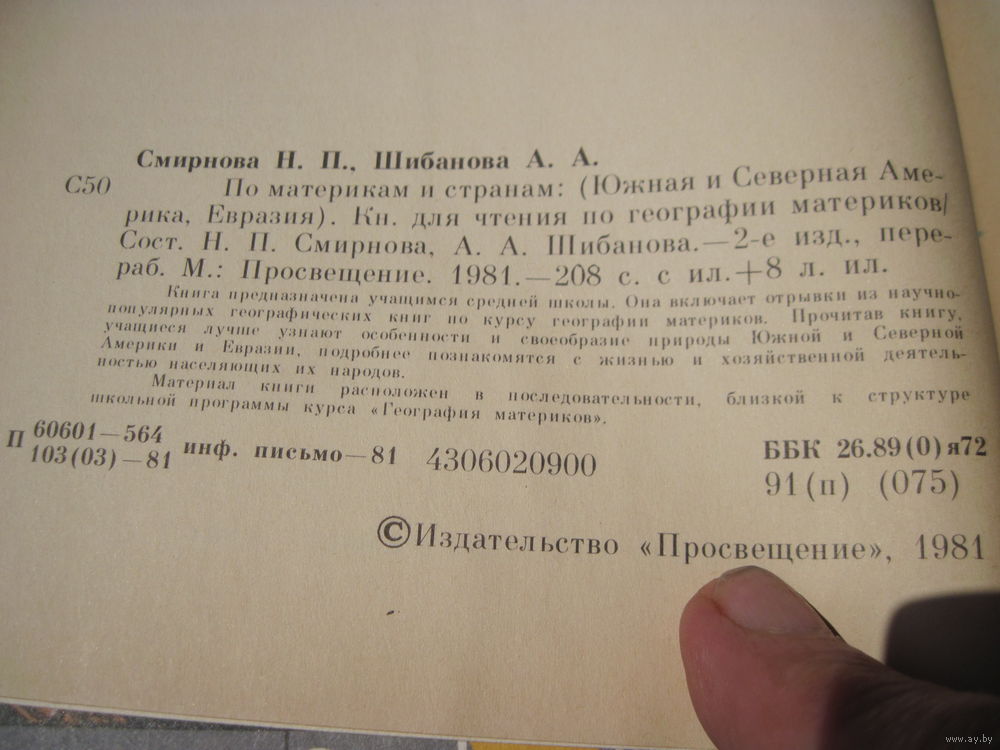 Смирнова Н. П., Шибанова А. А.
С50 По материкам и странам: (Южная и Северная Аме-
рика, Евразия). Кн. для чтения по географии материков/
Сост. Н. П. Смирнова, А. А. Шибанова.—2-е изд., пере-
раб. М.: Просвещение. 1981.—208 с. с ил.+8 л. ил.
Книга предназначена учащимся средней школы. Она включает отрывки из научно-
популярных географических книг по курсу географии материков. Прочитав книгу,
учащиеся лучше узнают особенности и своеобразие природы Южной и Северной
Америки и Евразии, подробнее познакомятся с жизнью и хозяйственной деятель-
ностью населяющих их народов.
Материал книги расположен в последовательности, близкой к структуре
школьной программы курса «География материков».
П 60601—564
103(03)—81 инф. письмо—81 4306020900
ББК 26.89(0)я72
91(п) (075)
©Издательство «Просвещение», 1981
www.ay.by